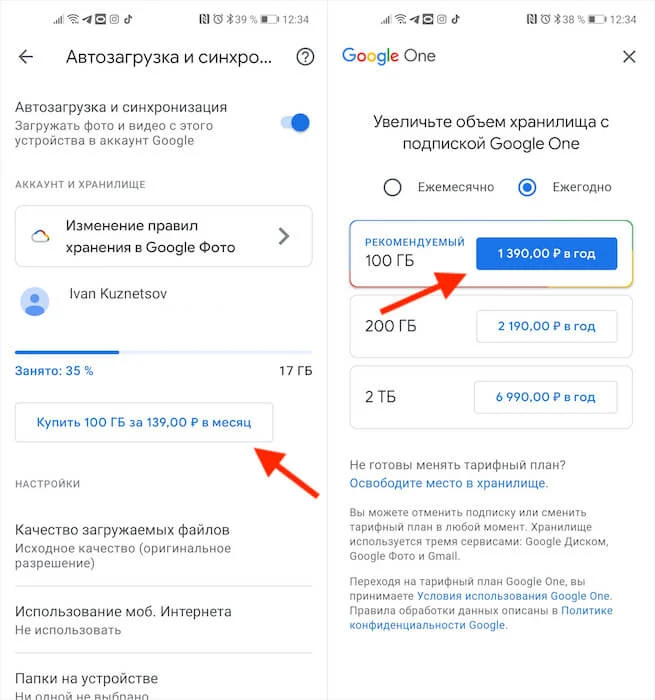 39 % 12:34
Автозагрузка и синхро...
Автозагрузка и синхронизация
Загружать фото и видео с этого
устройства в аккаунт Google
АККАУНТ И ХРАНИЛИЩЕ
Изменение правил
хранения в Google Фото
Ivan Kuznetsov
Занято: 35 % 17 ГБ
Купить 100 ГБ за 139,00 ₽ в месяц
НАСТРОЙКИ
Качество загружаемых файлов
Исходное качество (оригинальное
разрешение)
Использование моб. Интернета
Не использовать
Папки на устройстве
Ни одной не выбрано
38 % 12:34
Google One
Увеличьте объем хранилища с
подпиской Google One
Ежемесячно Ежегодно
РЕКОМЕНДУЕМЫЙ
100 ГБ 1 390,00 ₽ в год
200 ГБ 2 190,00 ₽ в год
2 ТБ 6 990,00 ₽ в год
Не готовы менять тарифный план?
Освободите место в хранилище.
Вы можете отменить подписку или сменить
тарифный план в любой момент. Хранилище
используется тремя сервисами: Google Диском,
Google Фото и Gmail.
Переходя на тарифный план Google One, вы
принимаете Условия использования Google One.
Правила обработки данных описаны в Политике
конфиденциальности Google.